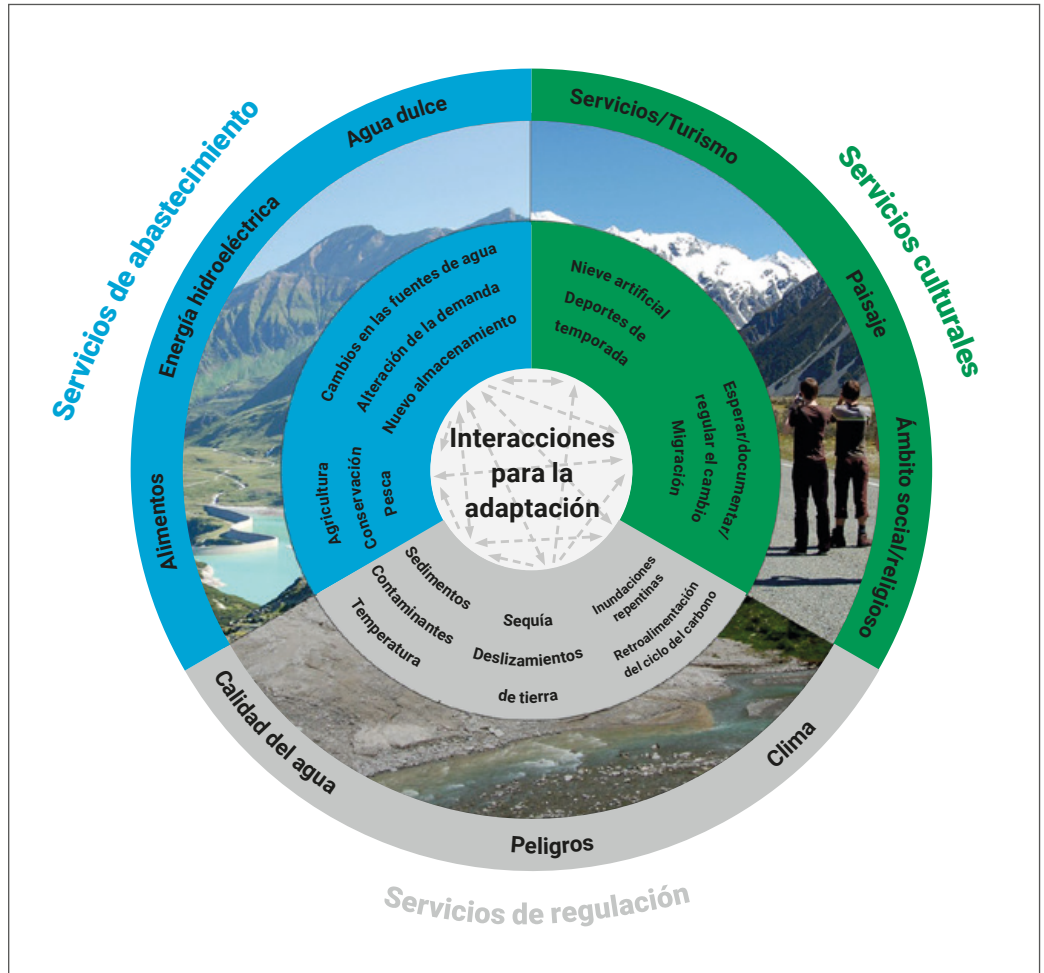 Servicios de abastecimiento
Agua dulce
Energía hidroeléctrica
Alimentos
Servicios culturales
Servicios/Turismo
Paisaje
Ámbito social/religioso
Servicios de regulación
Calidad del agua
Peligros
Clima
Cambios en las fuentes de agua
Alteración de la demanda
Nuevo almacenamiento
Agricultura
Conservación
Pesca
Nieve artificial
Deportes de
temporada
Esperar/documentar/
regular el cambio
Migración
Sedimentos
Contaminantes
Temperatura
Sequía
Deslizamientos
de tierra
Inundaciones
repentinas
Retroalimentación
del ciclo del carbono
Interacciones
para la
adaptación